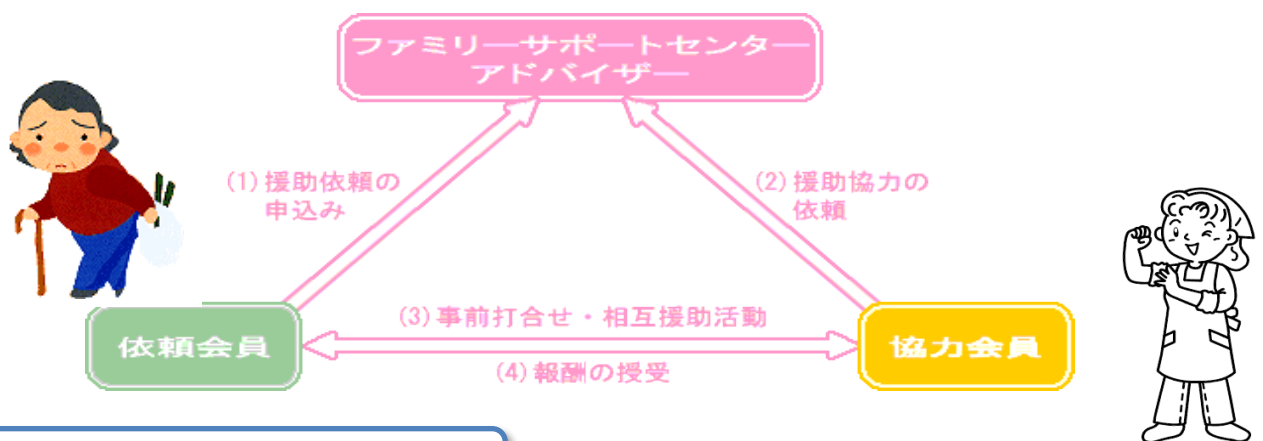 ファミリーサポートセンター
アドバイザー
(1)援助依頼の
申込み
(2)援助協力の
依頼
(3)事前打合せ・相互援助活動
依頼会員
協力会員
(4)報酬の授受